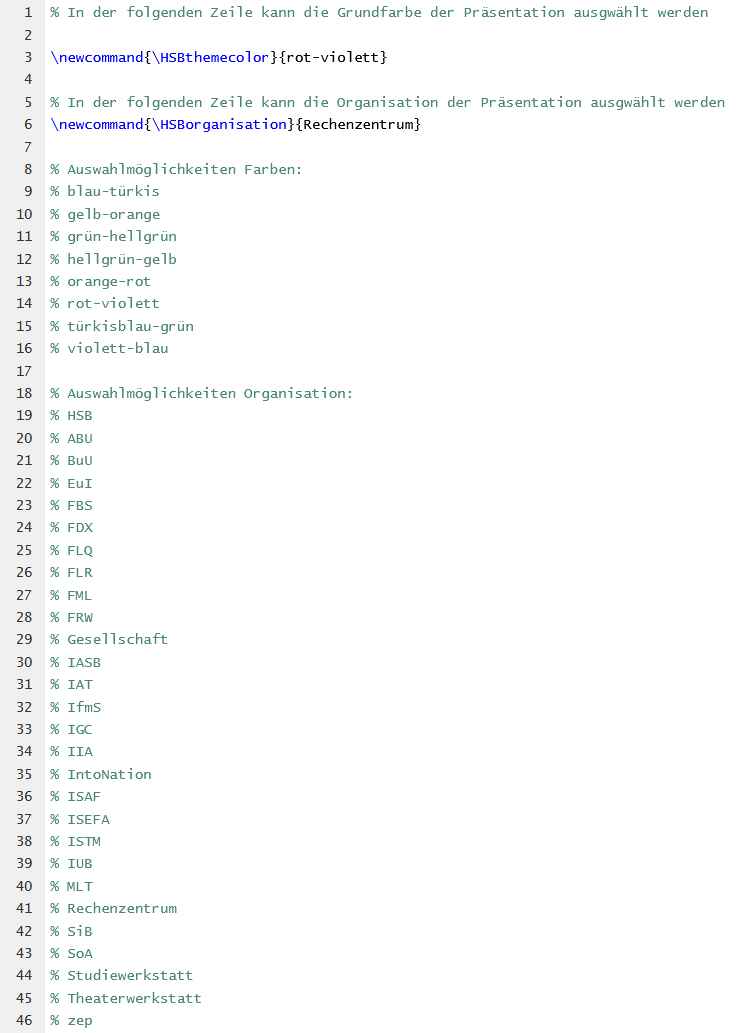 1 % In der folgenden Zeile kann die Grundfarbe der Präsentation ausgwählt werden
2
3 \newcommand{\HSBthemecolor}{rot-violett}
4
5 % In der folgenden Zeile kann die Organisation der Präsentation ausgwählt werden
6 \newcommand{\HSBorganisation}{Rechenzentrum}
7
8 % Auswahlmöglichkeiten Farben:
9 % blau-türkis
10 % gelb-orange
11 % grün-hellgrün
12 % hellgrün-gelb
13 % orange-rot
14 % rot-violett
15 % türkisblau-grün
16 % violett-blau
17
18 % Auswahlmöglichkeiten Organisation:
19 % HSB
20 % ABU
21 % BuU
22 % EuI
23 % FBS
24 % FDX
25 % FLQ
26 % FLR
27 % FML
28 % FRW
29 % Gesellschaft
30 % IASB
31 % IAT
32 % IfmS
33 % IGC
34 % IIA
35 % IntoNation
36 % ISAF
37 % ISEFA
38 % ISTM
39 % IUB
40 % MLT
41 % Rechenzentrum
42 % SiB
43 % SoA
44 % Studiewerkstatt
45 % Theaterwerkstatt
46 % zep